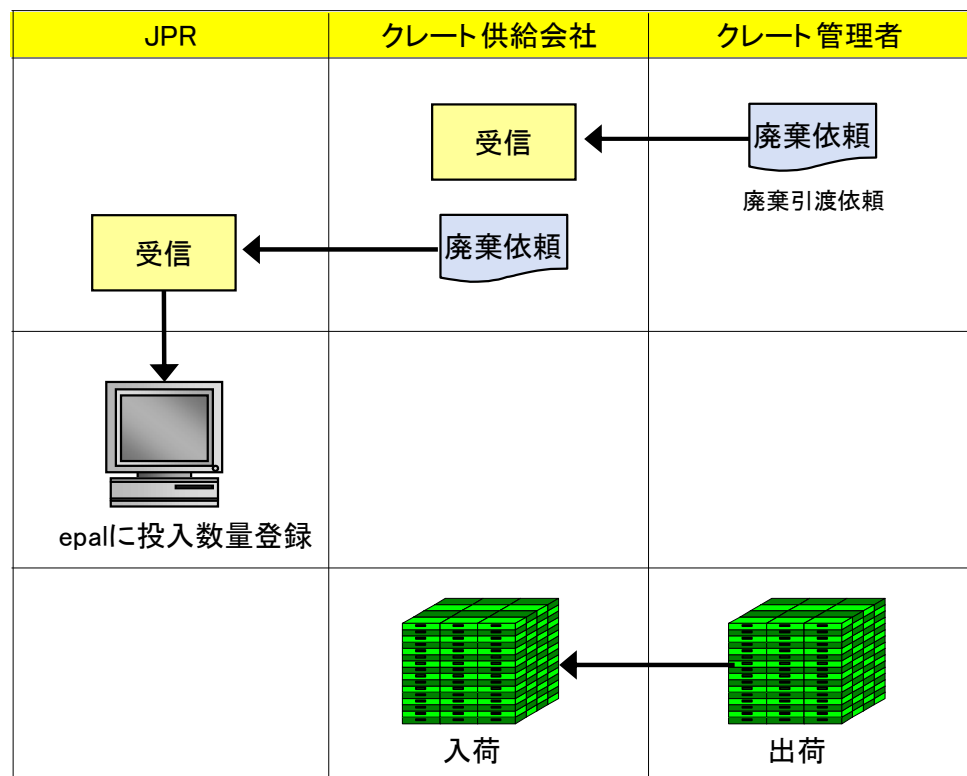 JPR
クレート供給会社
クレート管理者
受信
廃棄依頼
廃棄引渡依頼
受信
廃棄依頼
epalに投入数量登録
入荷
出荷